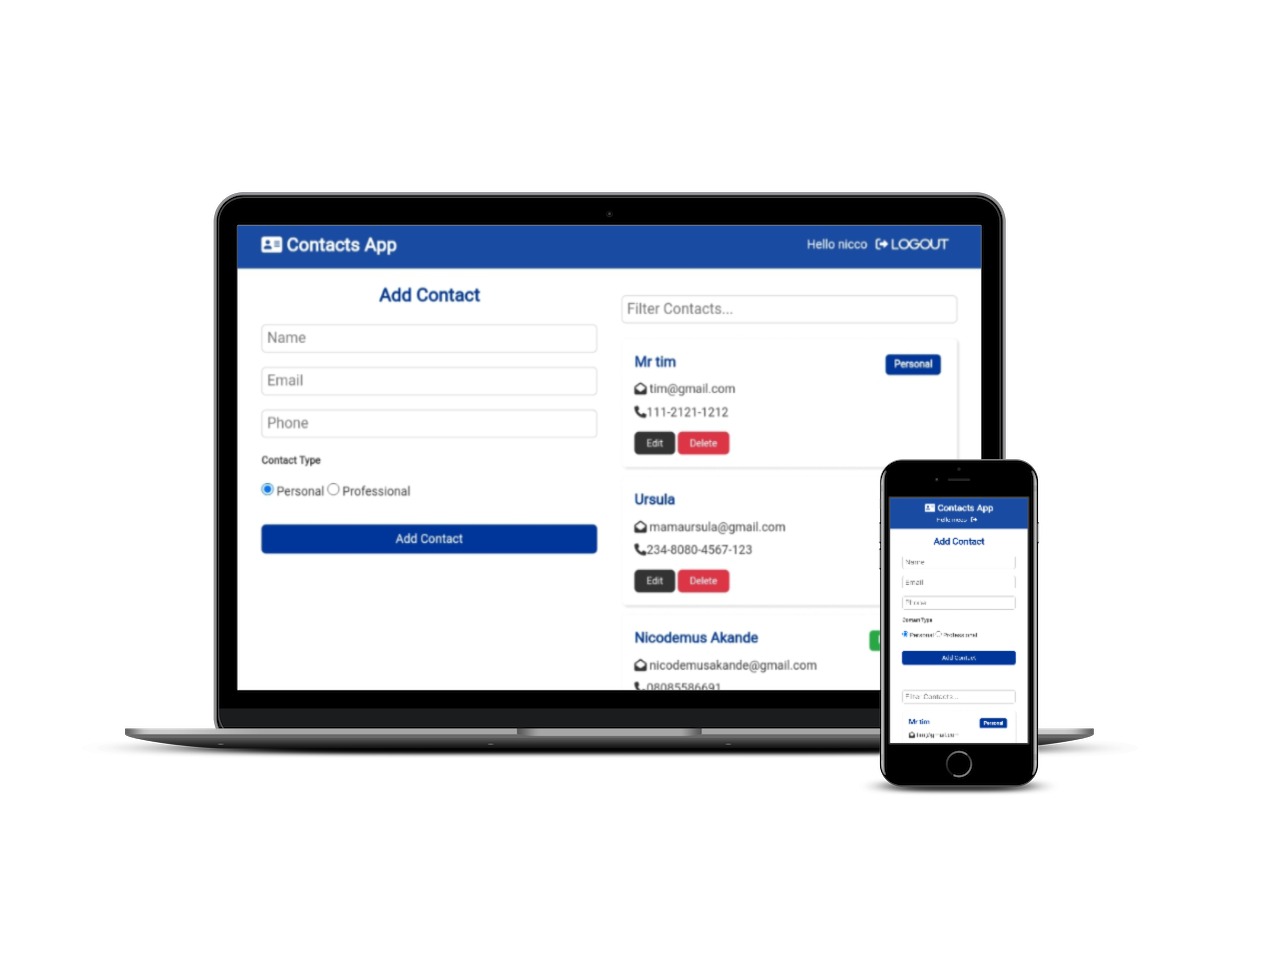 Contacts App
Hello nicco LOGOUT
Add Contact
Name
Email
Phone
Contact Type
Personal Professional
Add Contact
Filter Contacts...
Mr tim
Personal
tim@gmail.com
111-2121-1212
Edit Delete
Ursula
mamaursula@gmail.com
234-8080-4567-123
Edit Delete
Nicodemus Akande
nicodemusakande@gmail.com
08085586691
Contacts App
Hello nicco
Add Contact
Name
Email
Phone
Contact Type
Personal Professional
Add Contact
Filter Contacts...
Mr tim
Personal
tim@gmail.com